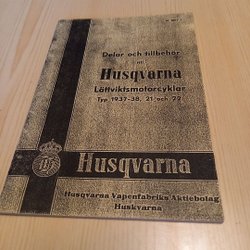 Delar och tillbehör
till
Husqvarna
Lättviktsmotorcyklar
Typ 1937-38, 21 och 22
Husqvarna
Husqvarna Vapenfabriks Aktiebolag
Huskvarna